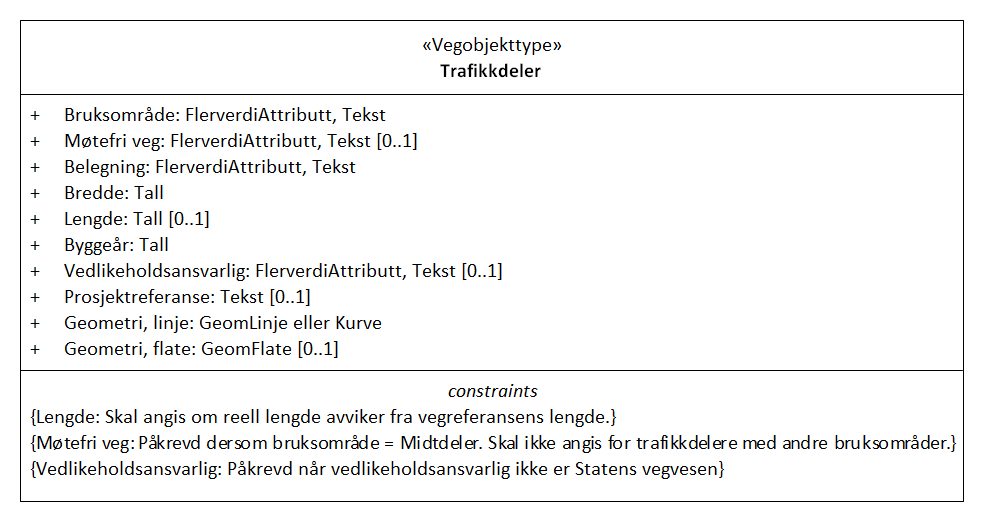 «Vegobjekttype»
Trafikkdeler
+ Bruksområde: FlerverdiAttributt, Tekst
+ Møtefri veg: FlerverdiAttributt, Tekst [0..1]
+ Belegning: FlerverdiAttributt, Tekst
+ Bredde: Tall
+ Lengde: Tall [0..1]
+ Byggeår: Tall
+ Vedlikeholdsansvarlig: FlerverdiAttributt, Tekst [0..1]
+ Prosjektreferanse: Tekst [0..1]
+ Geometri, linje: GeomLinje eller Kurve
+ Geometri, flate: GeomFlate [0..1]
constraints
{Lengde: Skal angis om reell lengde avviker fra vegreferansens lengde.}
{Møtefri veg: Påkrevd dersom bruksområde = Midtdeler. Skal ikke angis for trafikkdelere med andre bruksområder.}
{Vedlikeholdsansvarlig: Påkrevd når vedlikeholdsansvarlig ikke er Statens vegvesen}